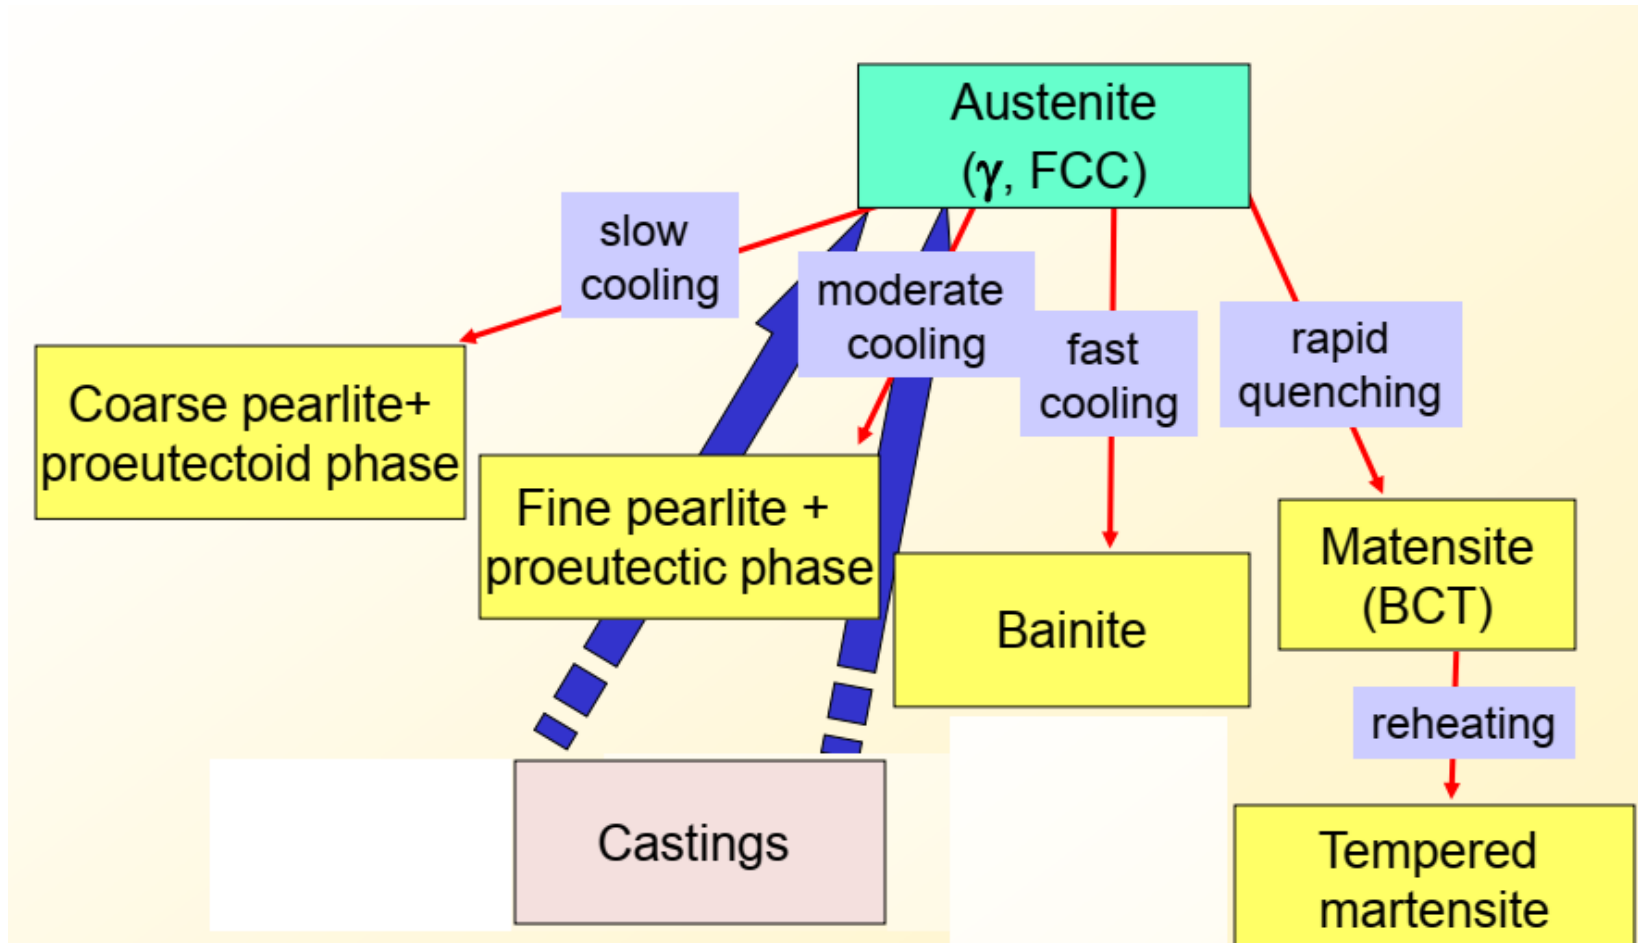 Austenite
(γ, FCC)
slow
cooling
moderate
cooling
fast
cooling
rapid
quenching
Coarse pearlite+
proeutectoid phase
Fine pearlite +
proeutectic phase
Bainite
Matensite
(BCT)
reheating
Castings
Tempered
martensite